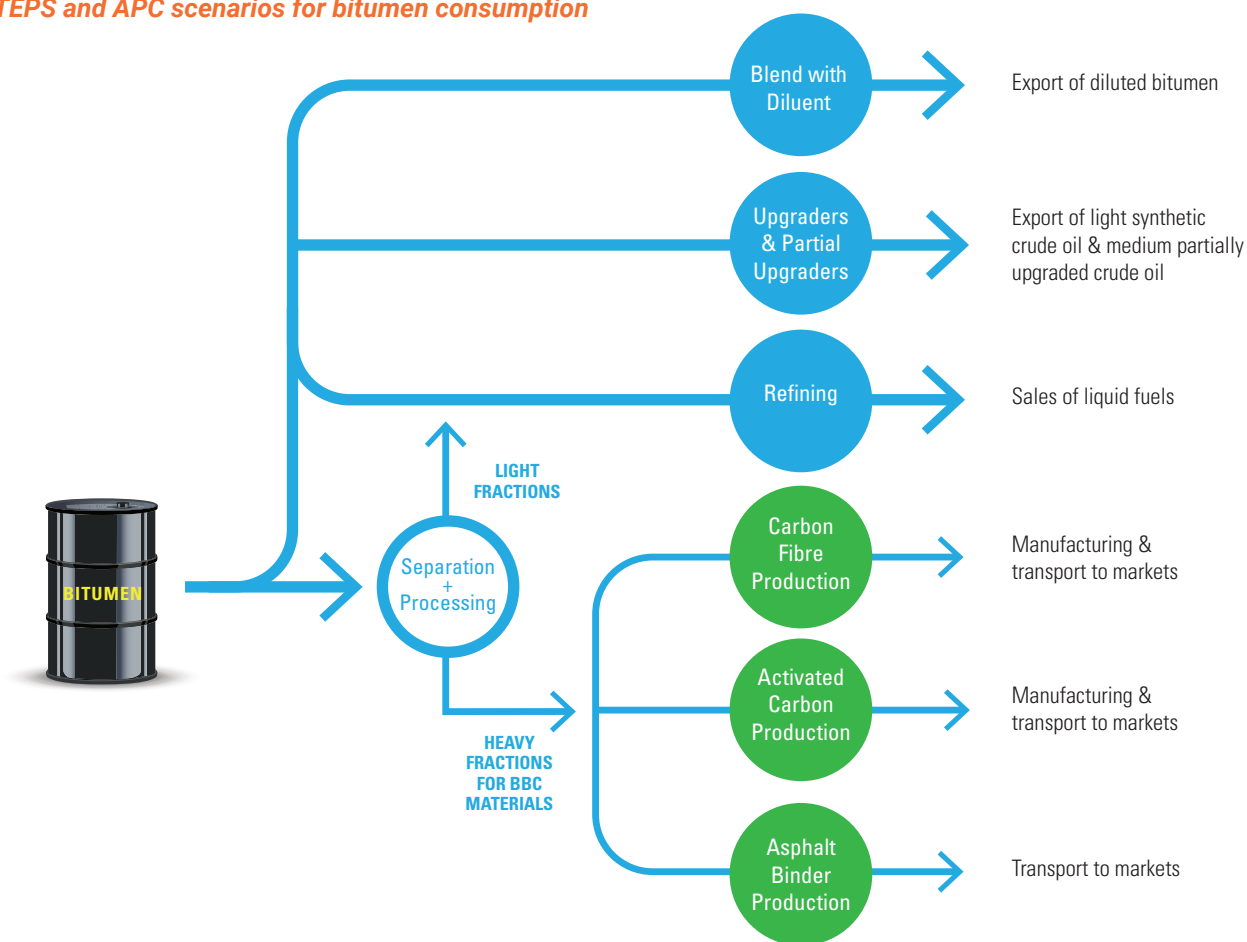 TEPS and APC scenarios for bitumen consumption
Blend with
Diluent
Export of diluted bitumen
Upgraders
& Partial
Upgraders
Export of light synthetic
crude oil & medium partially
upgraded crude oil
Refining
Sales of liquid fuels
LIGHT
FRACTIONS
BITUMEN
Separation
+
Processing
HEAVY
FRACTIONS
FOR BBC
MATERIALS
Carbon
Fibre
Production
Manufacturing &
transport to markets
Activated
Carbon
Production
Manufacturing &
transport to markets
Asphalt
Binder
Production
Transport to markets